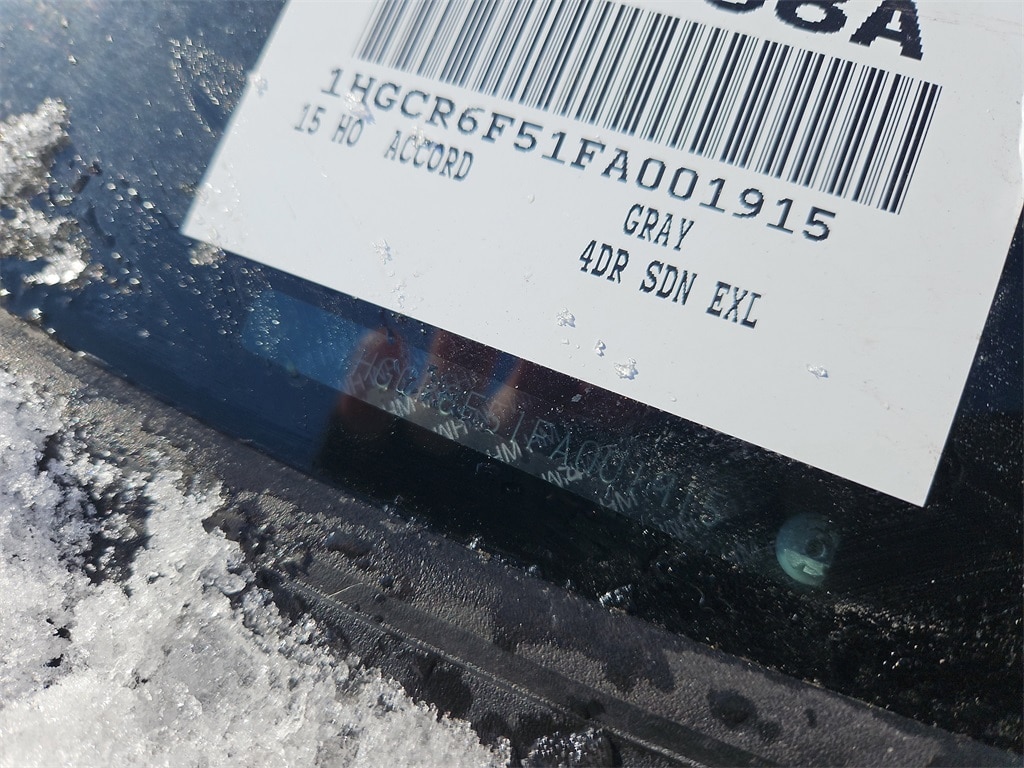 8A
1HGCR6F51FA001915
15 HO ACCORD
GRAY
4DR SDN EXL